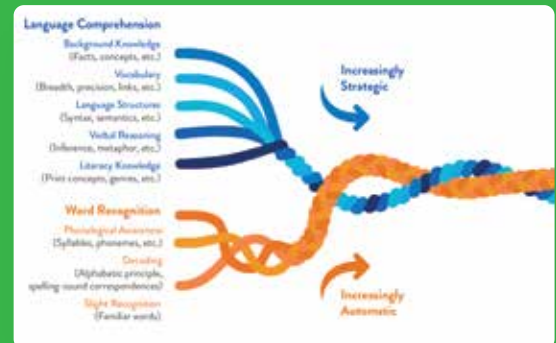 Language Comprehension
Background Knowledge
(Facts, concepts, etc.)
Vocabulary
(Breadth, precision, links, etc.)
Language Structures
(Syntax, semantics, etc.)
Verbal Reasoning
(Inference, metaphor, etc.)
Literacy Knowledge
(Print concepts, genres, etc.)
Word Recognition
Phonological Awareness
(Syllables, phonemes, etc.)
Decoding
(Alphabetic principle,
spelling-sound correspondences)
Sight Recognition
(Familiar words)
Increasingly
Strategic
Increasingly
Automatic